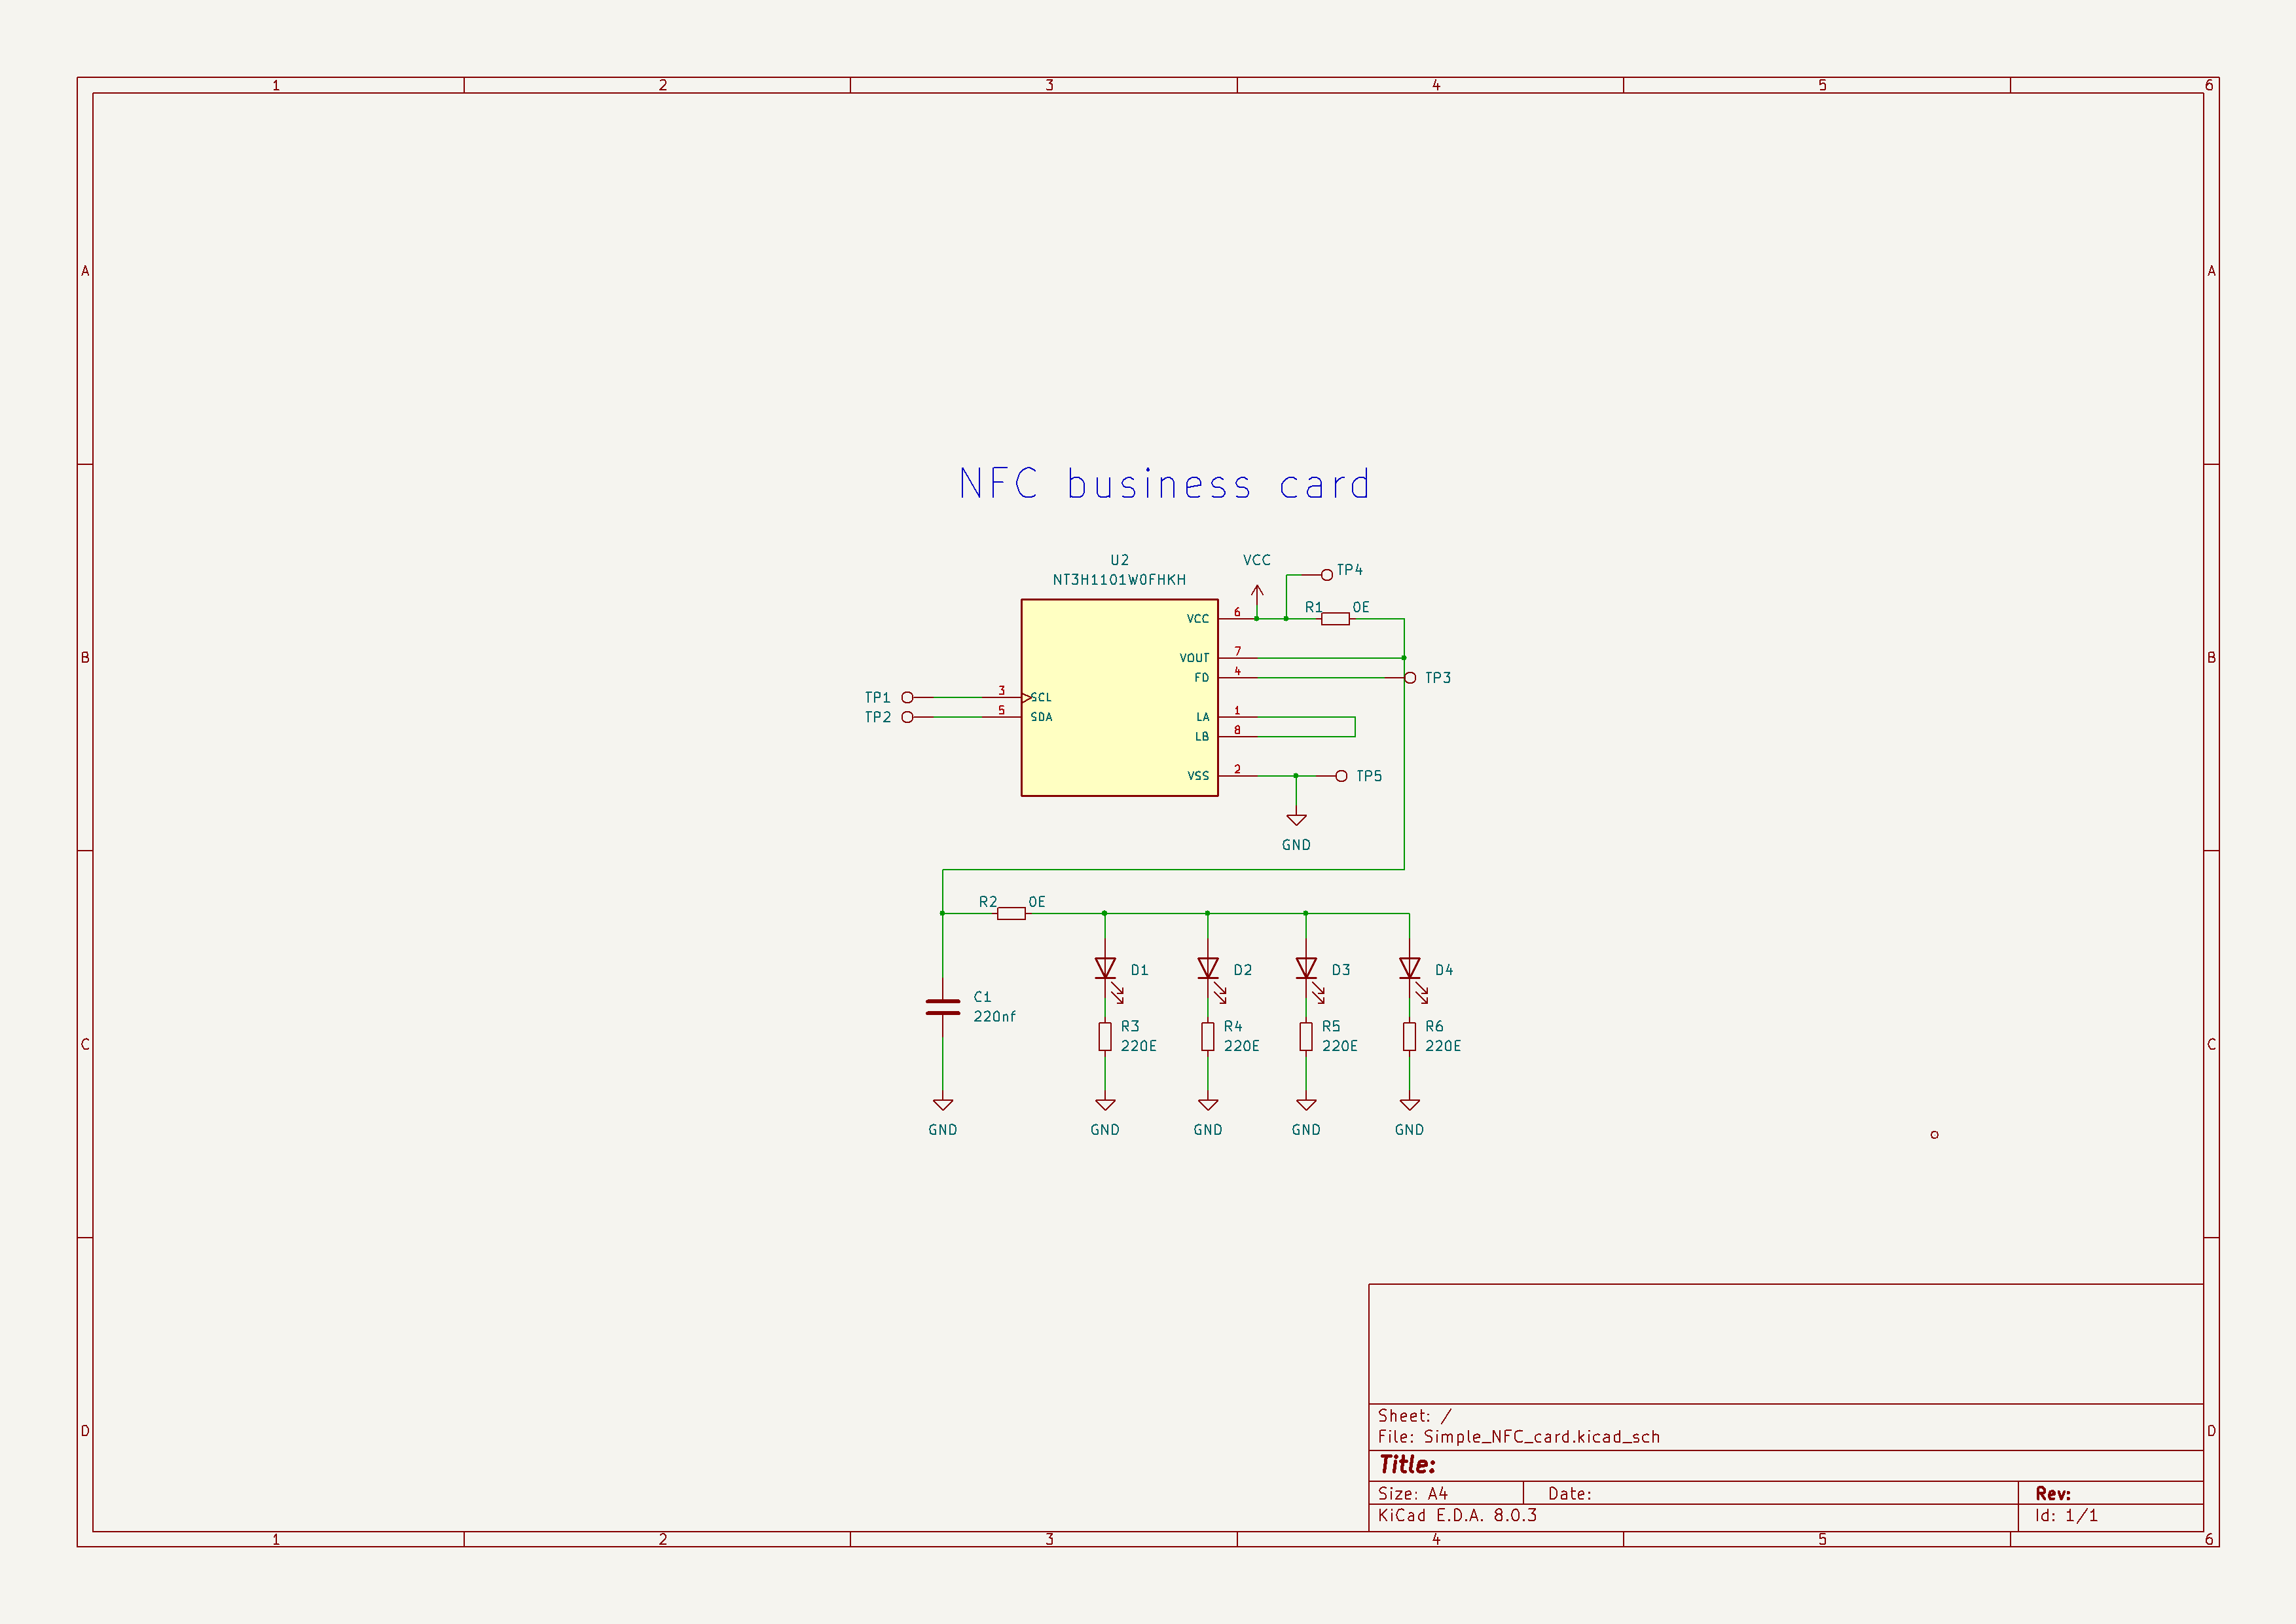 1 2 3 4 5 6
A A
NFC business card
U2
NT3H1101W0FHKH
VCC
TP4
R1 0E
VCC 6
VOUT 7
FD 4
TP3
B B
TP1 3 SCL
TP2 5 SDA
LA 1
LB 8
VSS 2
TP5
GND
R2 0E
D1 D2 D3 D4
C1
220nf
R3 R4 R5 R6
220E 220E 220E 220E
C C
GND GND GND GND GND
Sheet: /
File: Simple_NFC_card.kicad_sch
D D
Title:
Size: A4 Date: Rev:
KiCad E.D.A. 8.0.3 Id: 1/1
1 2 3 4 5 6